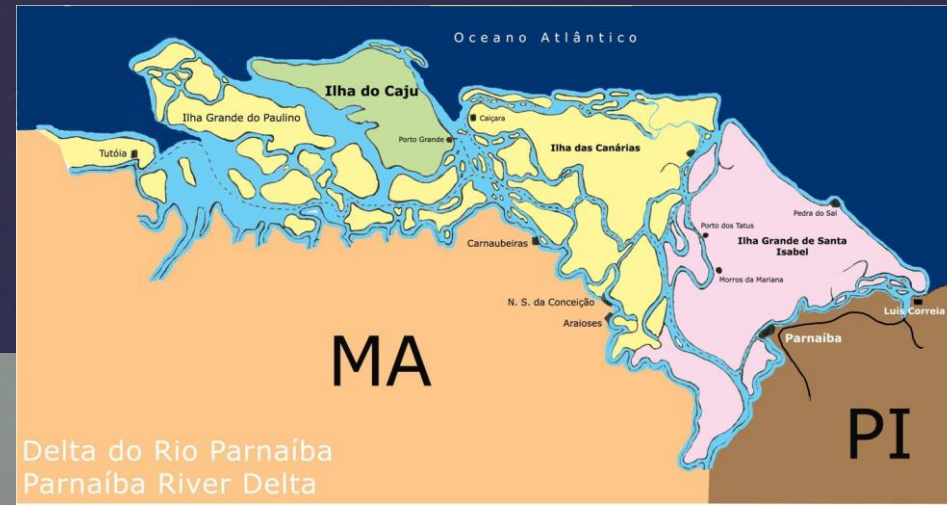 Oceano Atlântico
Ilha do Caju
Ilha Grande do Paulino
Caiçara
Porto Grande
Ilha das Canárias
Tutóia
Pedra do Sal
Porto dos Tatus
Ilha Grande de Santa
Isabel
Carnaubeiras
Morros da Mariana
N. S. da Conceição
Luis Correia
Araioses
Parnaíba
MA
PI
Delta do Rio Parnaíba
Parnaíba River Delta